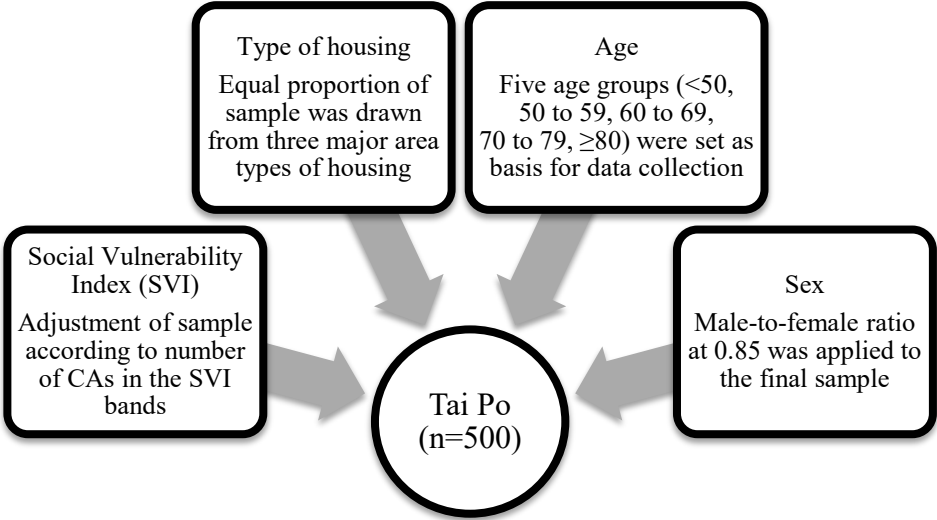 Type of housing
Equal proportion of
sample was drawn
from three major area
types of housing
Age
Five age groups (<50,
50 to 59, 60 to 69,
70 to 79, ≥80) were set as
basis for data collection
Social Vulnerability
Index (SVI)
Adjustment of sample
according to number
of CAs in the SVI
bands
Sex
Male-to-female ratio
at 0.85 was applied to
the final sample
Tai Po
(n=500)